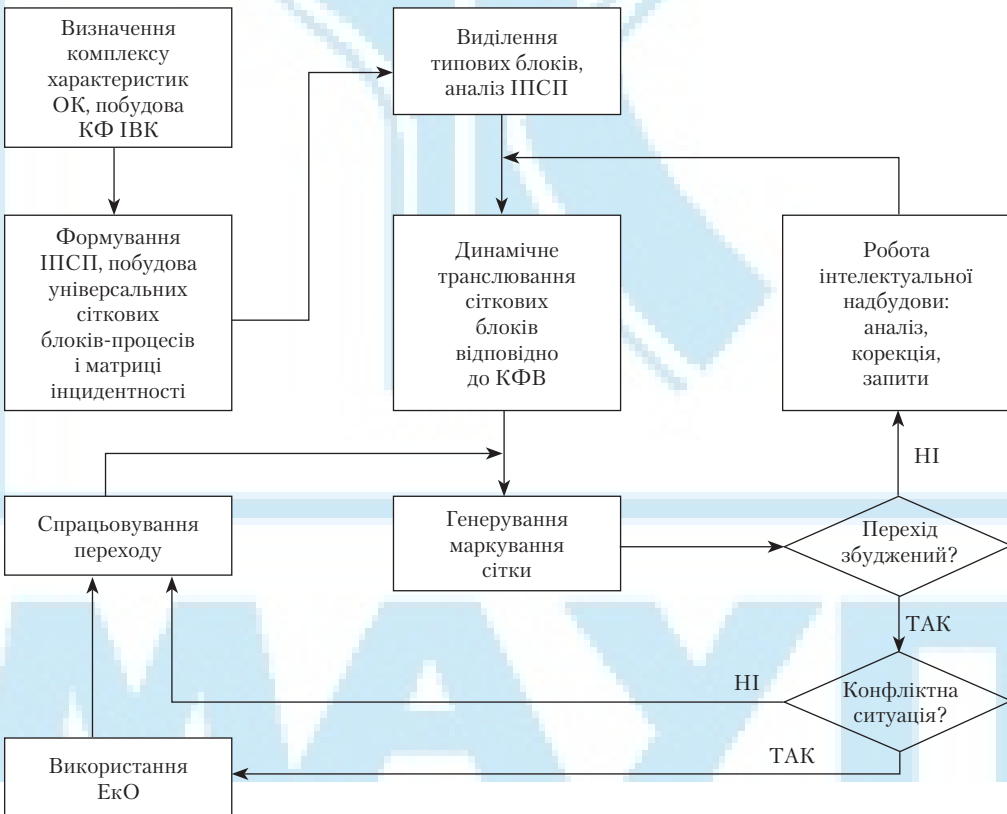 Визначення
комплексу
характеристик
ОК, побудова
КФ ІВК
Виділення
типових блоків,
аналіз ІПСП
Формування
ІПСП, побудова
універсальних
сіткових
блоків-процесів
і матриці
інцидентності
Динамічне
транслювання
сіткових
блоків
відповідно
до КФВ
Робота
інтелектуальної
надбудови:
аналіз,
корекція,
запити
НІ
Спрацьовування
переходу
Генерування
маркування
сітки
Перехід
збуджений?
ТАК
НІ
Конфліктна
ситуація?
ТАК
Використання
ЕкО
МАУП